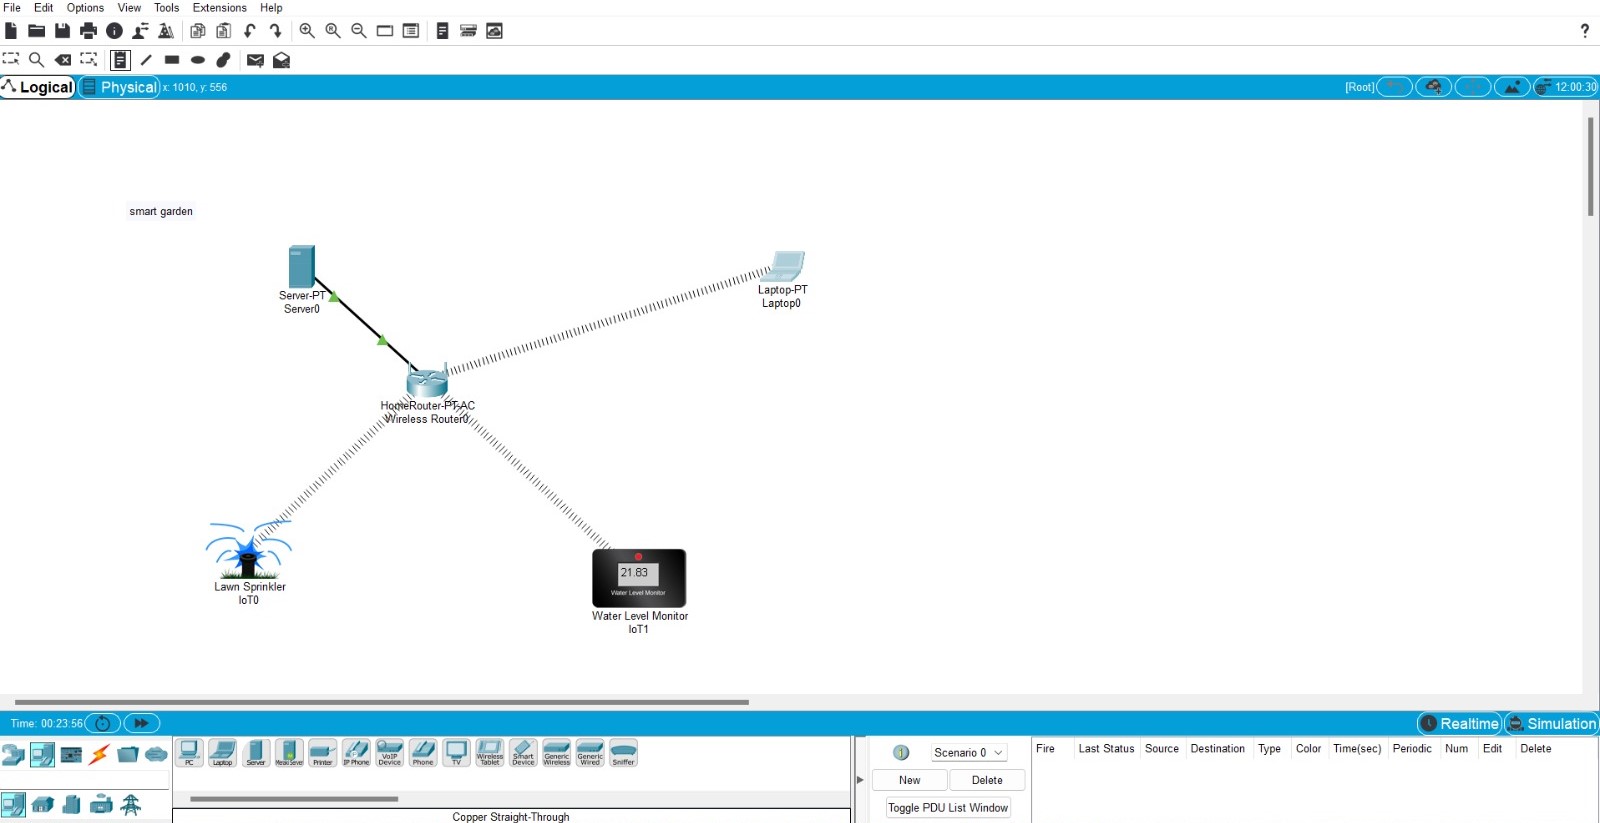 File Edit Options View Tools Extensions Help
?
Logical Physical x: 1010, y: 556 [Root] 12:00:30
smart garden
Server-PT
Server0
Laptop-PT
Laptop0
HomeRouter-PT-AC
Wireless Router0
Lawn Sprinkler
IoT0
21.83
Water Level Monitor
Water Level Monitor
IoT1
Time: 00:23:56 Realtime Simulation
PC Laptop Server Printer IP Phone VoIP Device Phone TV Wireless Tablet Smart Device Generic Wireless Generic Wired Sniffer
Copper Straight-Through
Scenario 0
New Delete
Toggle PDU List Window
Fire Last Status Source Destination Type Color Time(sec) Periodic Num Edit Delete